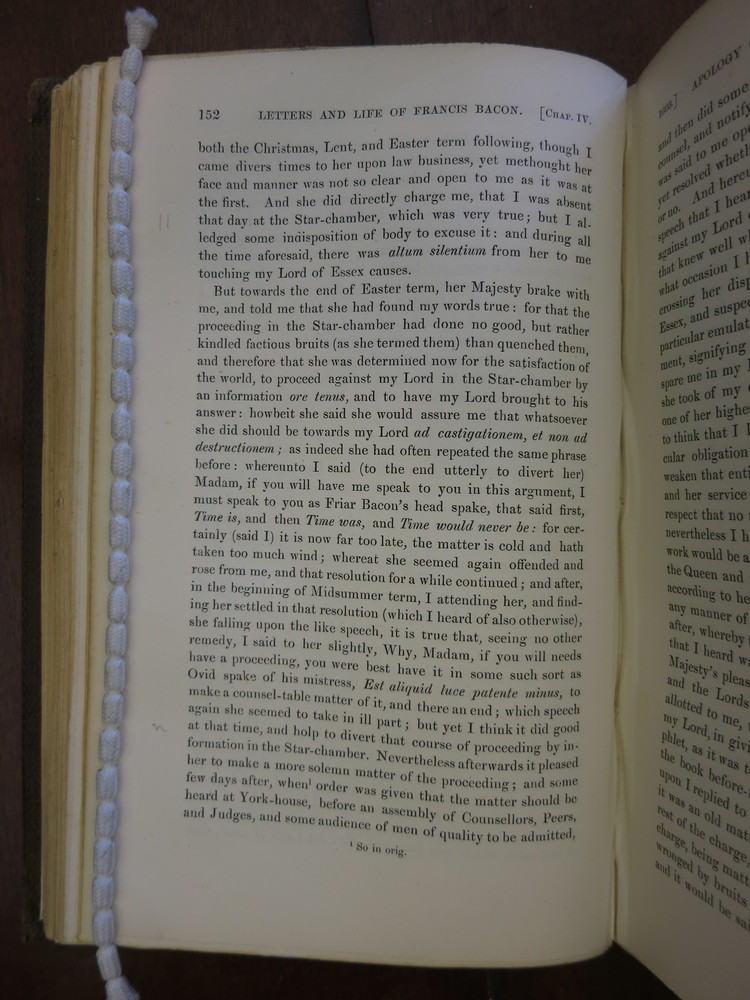 152 LETTERS AND LIFE OF FRANCIS BACON. [CHAP. IV.
both the Christmas, Lent, and Easter term following, though I
came divers times to her upon law business, yet methought her
face and manner was not so clear and open to me as it was at
the first. And she did directly charge me, that I was absent
that day at the Star-chamber, which was very true; but I al-
ledged some indisposition of body to excuse it: and during all
the time aforesaid, there was altum silentium from her to me
touching my Lord of Essex causes.
But towards the end of Easter term, her Majesty brake with
me, and told me that she had found my words true: for that the
proceeding in the Star-chamber had done no good, but rather
kindled factious bruits (as she termed them) than quenched them,
and therefore that she was determined now for the satisfaction of
the world, to proceed against my Lord in the Star-chamber by
an information ore tenus, and to have my Lord brought to his
answer: howbeit she said she would assure me that whatsoever
she did should be towards my Lord ad castigationem, et non ad
destructionem; as indeed she had often repeated the same phrase
before: whereunto I said (to the end utterly to divert her)
Madam, if you will have me speak to you in this argument, I
must speak to you as Friar Bacon's head spake, that said first,
Time is, and then Time was, and Time would never be: for cer-
tainly (said I) it is now far too late, the matter is cold and hath
taken too much wind; whereat she seemed again offended and
rose from me, and that resolution for a while continued; and after,
in the beginning of Midsummer term, I attending her, and find-
ing her settled in that resolution (which I heard of also otherwise),
she falling upon the like speech, it is true that, seeing no other
remedy, I said to her slightly, Why, Madam, if you will needs
have a proceeding, you were best have it in some such sort as
Ovid spake of his mistress, Est aliquid luce patente minus, to
make a counsel-table matter of it, and there an end; which speech
again she seemed to take in ill part; but yet I think it did good
at that time, and holp to divert that course of proceeding by in-
formation in the Star-chamber. Nevertheless afterwards it pleased
her to make a more solemn matter of the proceeding; and some
few days after, when¹ order was given that the matter should be
heard at York-house, before an assembly of Counsellors, Peers,
and Judges, and some audience of men of quality to be admitted,
¹ So in orig.
] APOLOGY
and then did some
counsel, and notify
was said to me
yet resolved
or no. And
speech that I
against my Lord
that knew well
what occasion I
crossing her
Essex, and
particular
ment, signifying
spare me in my
she took of my
one of her
to think that I
cular obligation
weaken that
and her service
respect that no
nevertheless I
work would be
the Queen and
according to
any manner of
after, whereby
that I heard
Majesty's
and the Lords
allotted to me,
my Lord, in
phlet, as it was
the book
upon I replied to
it was an old
rest of the charge,
charge, being
wronged by bruits
and it would be